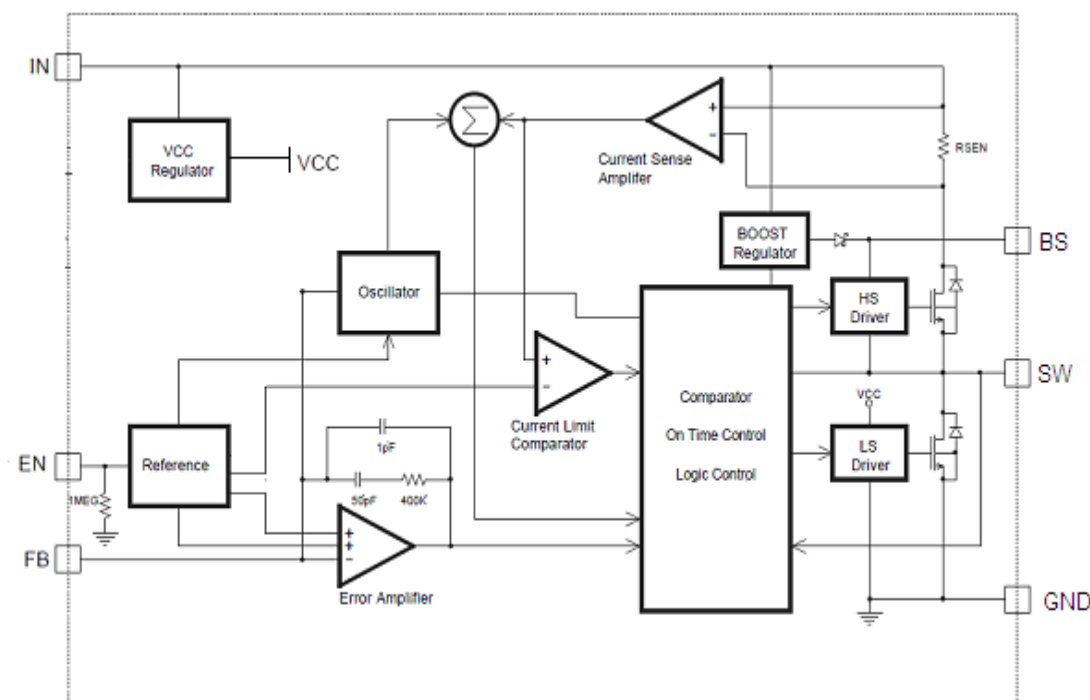 IN
VCC
Regulator
VCC
Σ
+
-
Current Sense
Amplifer
RSEN
BOOST
Regulator
BS
Oscillator
HS
Driver
+
-
Current Limit
Comparator
SW
Comparator
On Time Control
Logic Control
VCC
LS
Driver
1pF
50pF
400K
EN
Reference
1MEG
FB
+
+
-
Error Amplifier
GND